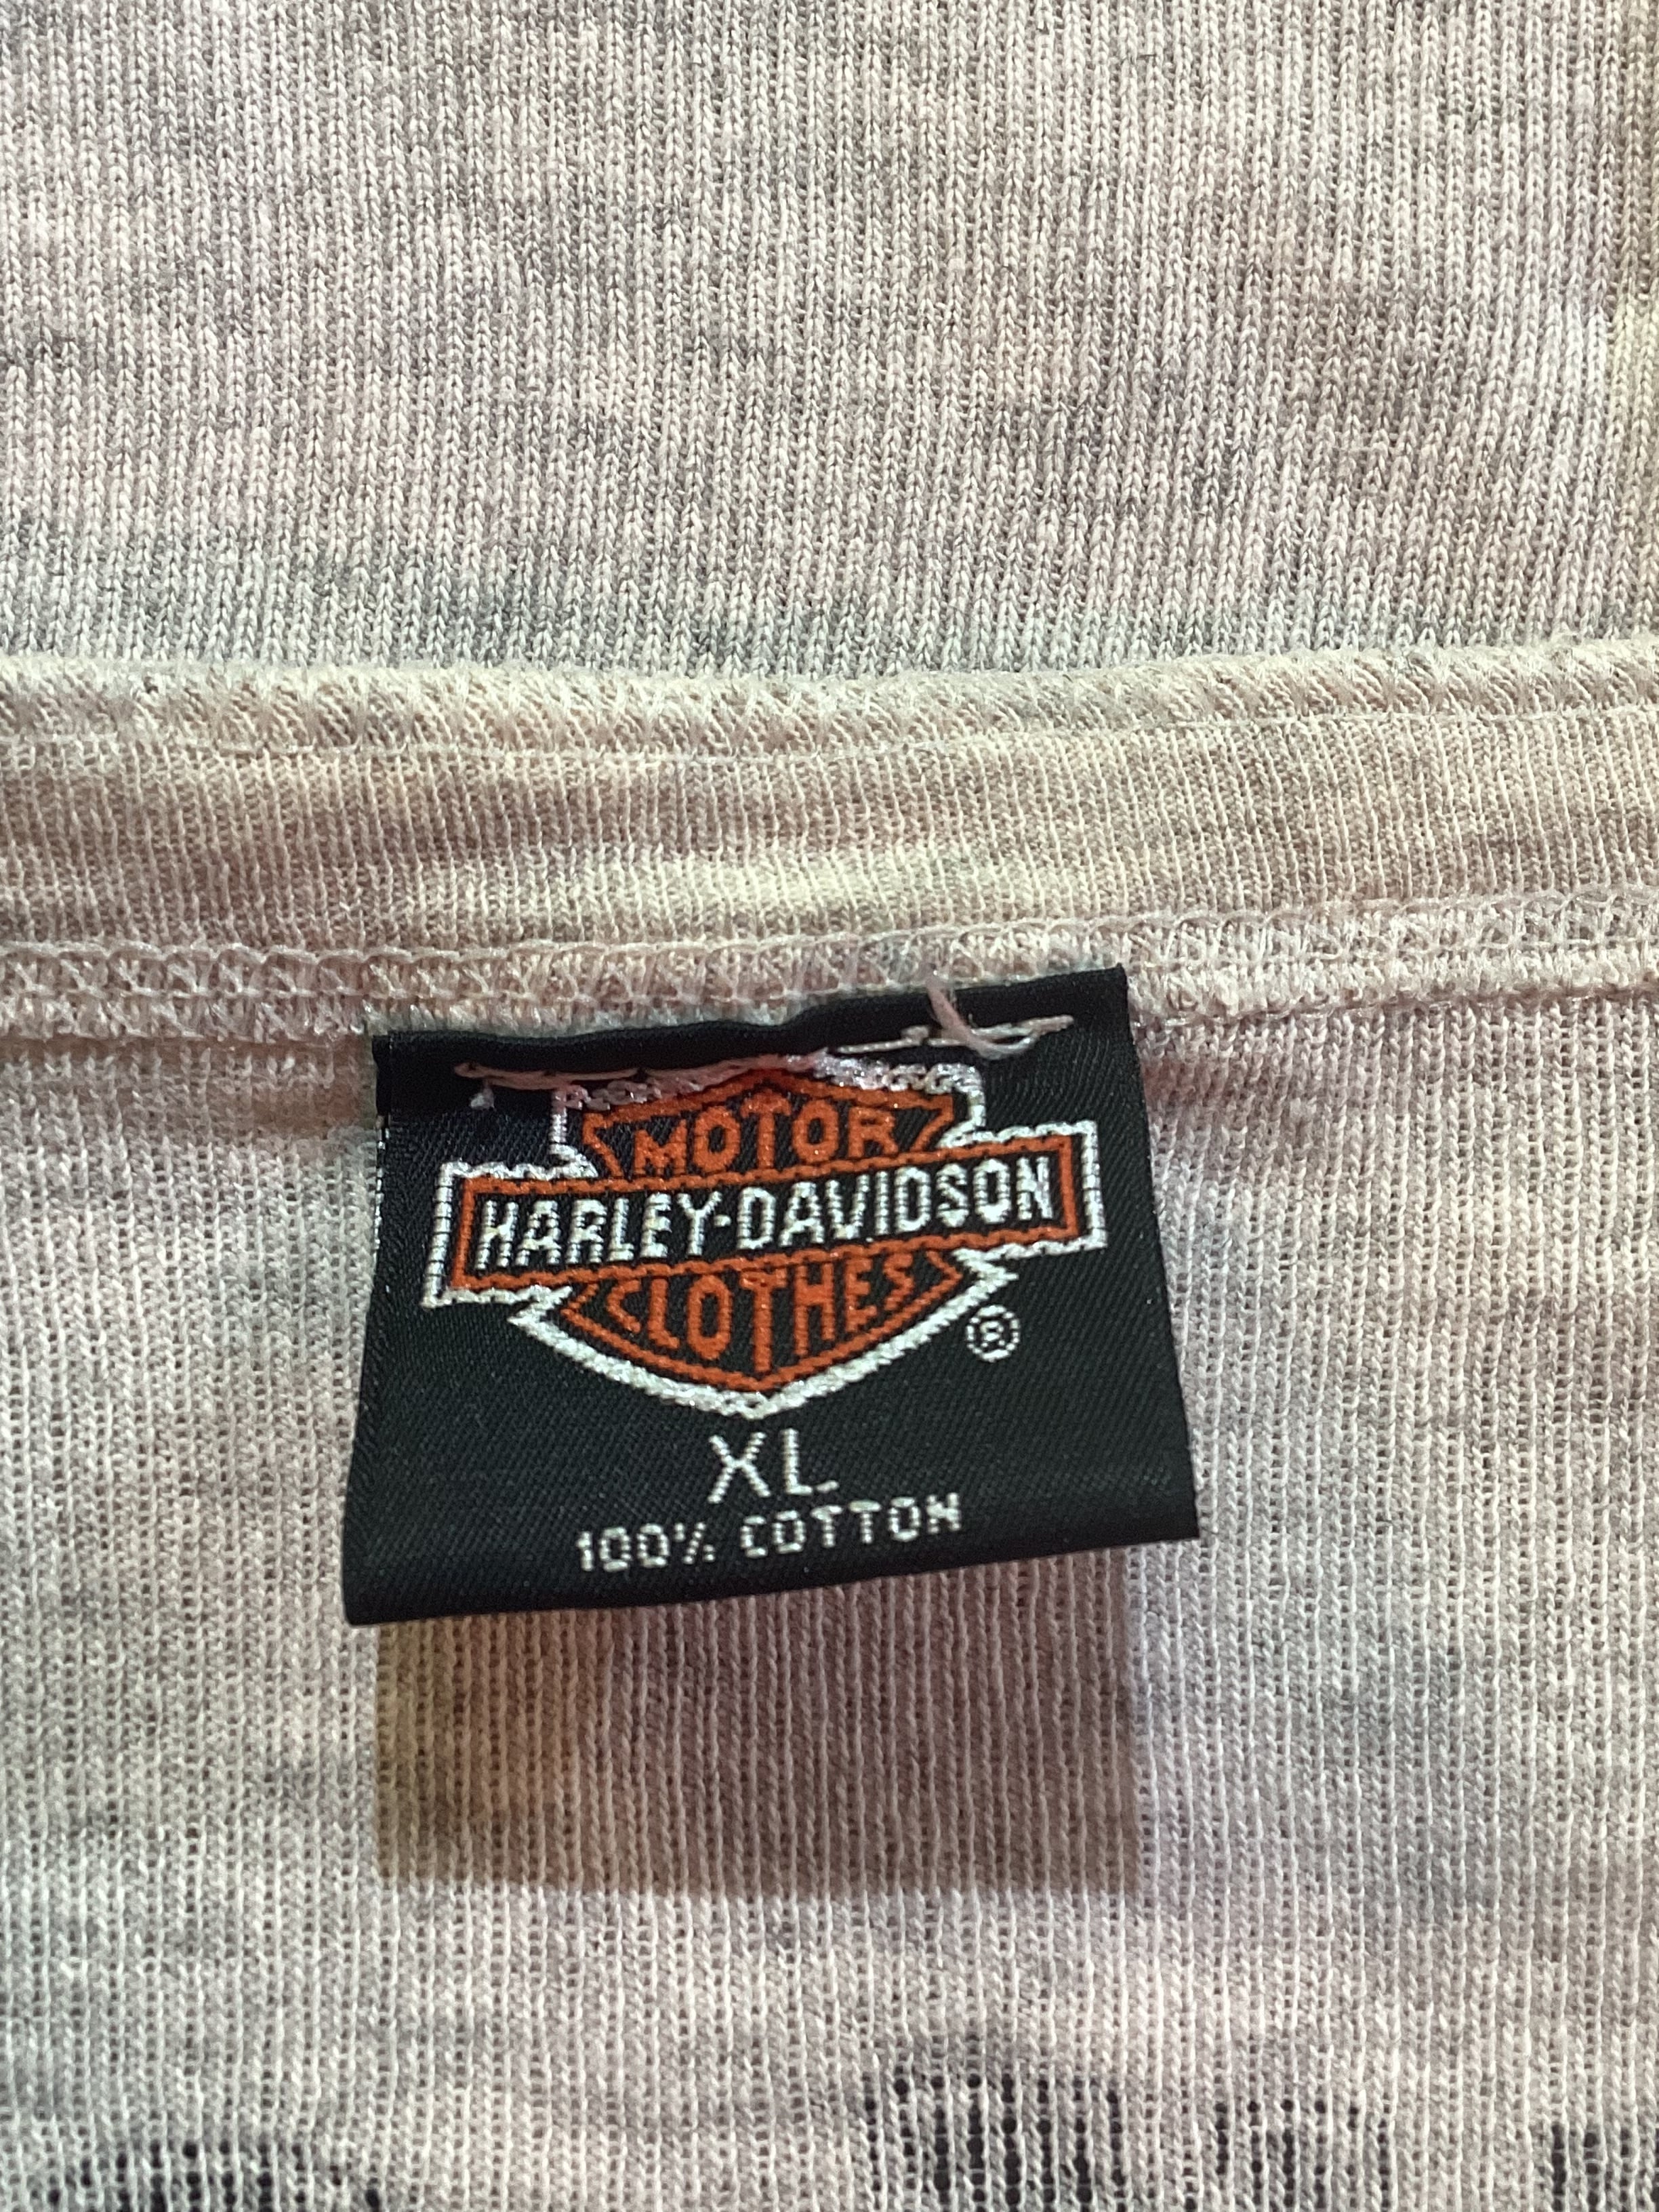 MOTOR
HARLEY-DAVIDSON
CLOTHES
®
XL
100% COTTON